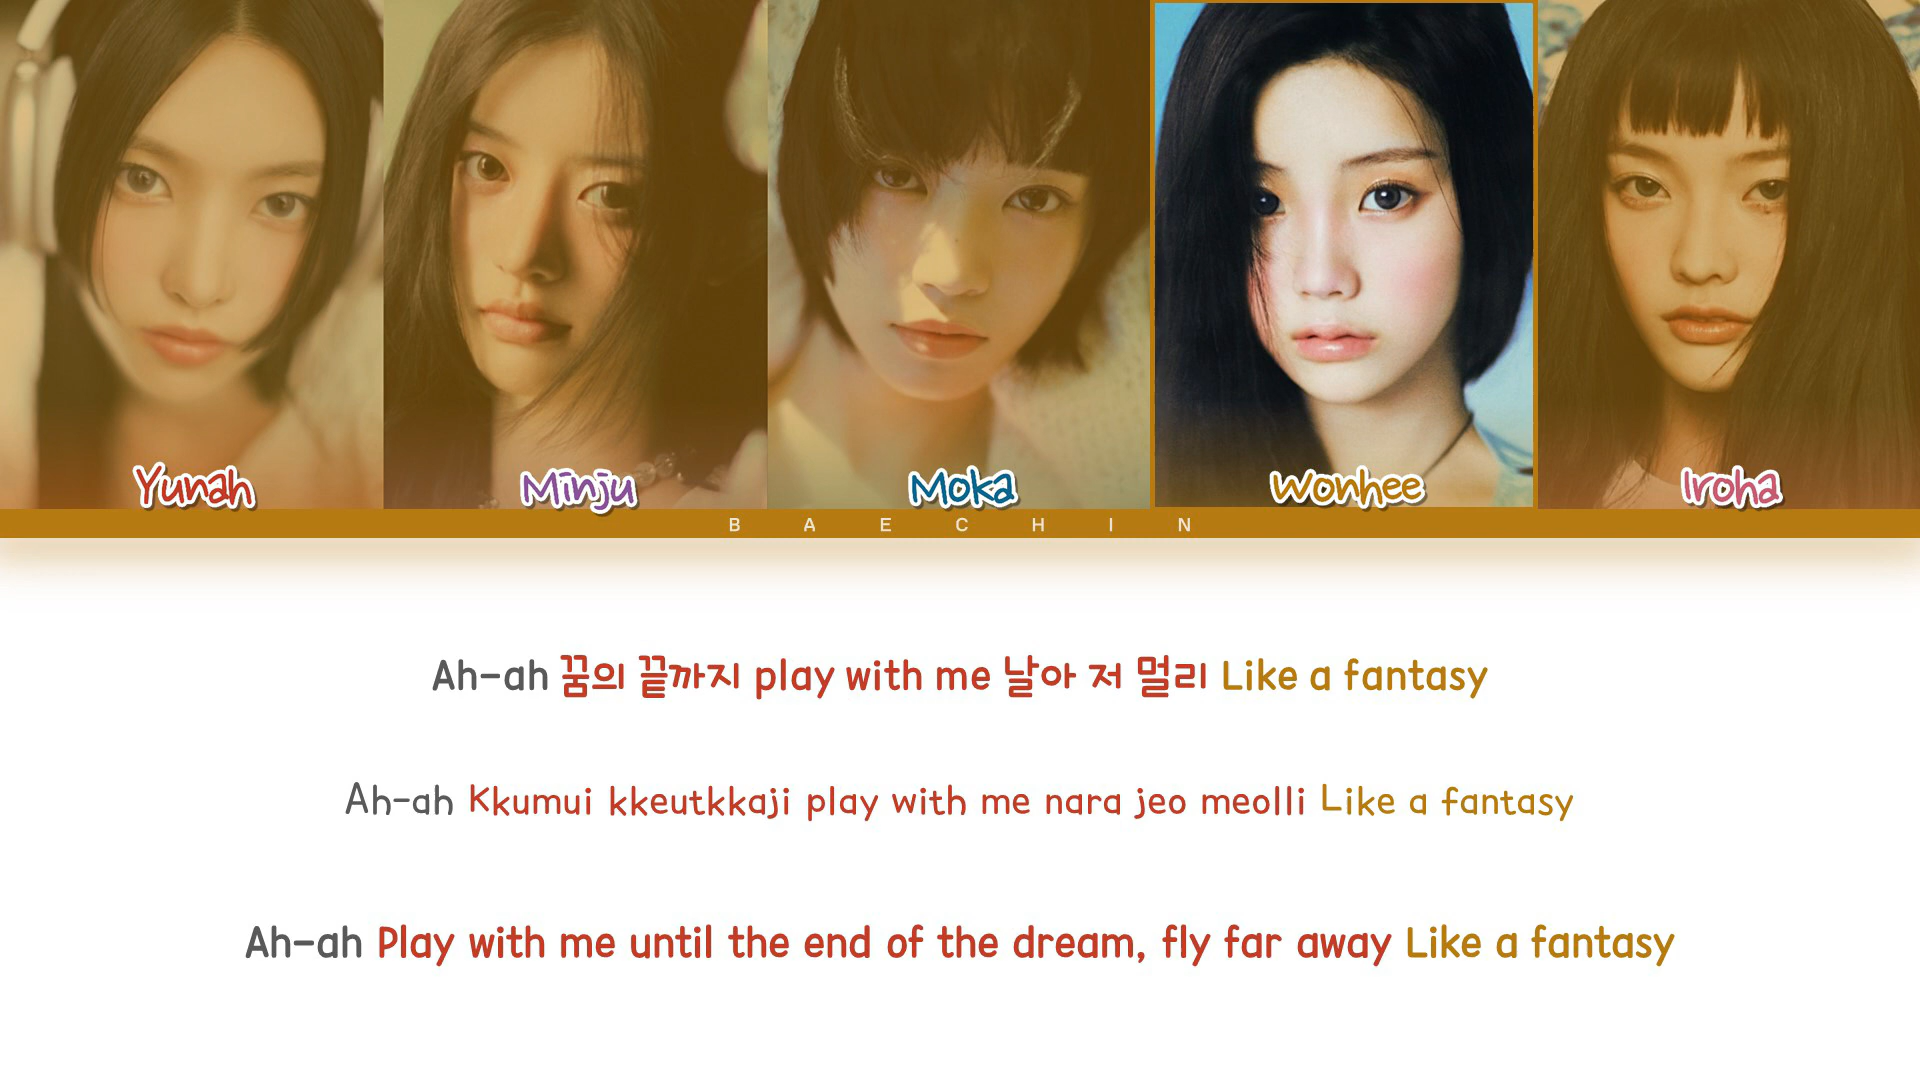 Yunah Minju Moka Wonhee Iroha
BAECHIN
Ah-ah 꿈의 끝까지 play with me 날아 저 멀리 Like a fantasy
Ah-ah Kkumui kkeutkkaji play with me nara jeo meolli Like a fantasy
Ah-ah Play with me until the end of the dream, fly far away Like a fantasy